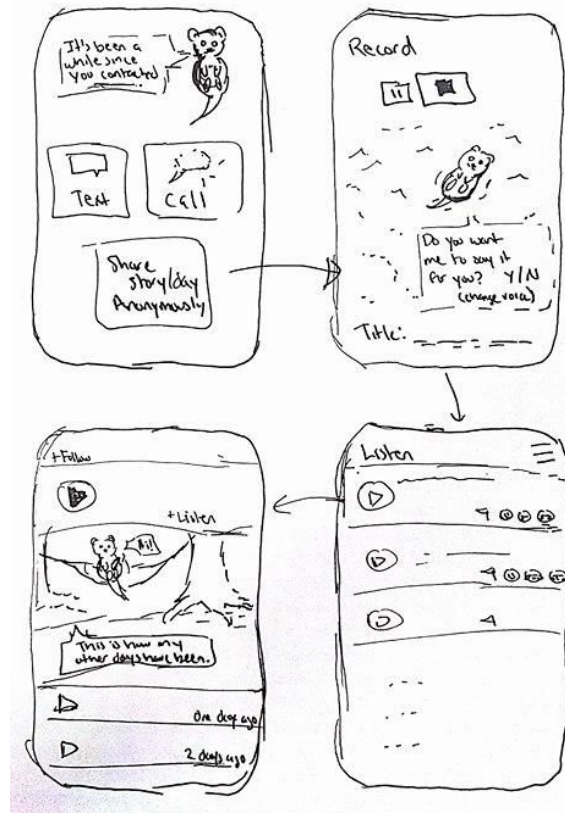 It's been a
while since
you contacted
Text
Call
Share
story/day
Anonymously
Record
Do you want
me to say it
for you? Y/N
(change voice)
Title:
+Follow
+Listen
Hi!
This is how my
other days have been.
One day ago
2 days ago
Listen